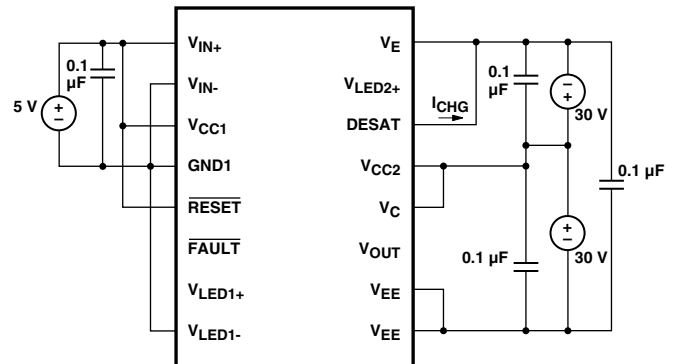 5 V
0.1
µF
V_IN+
V_IN-
V_CC1
GND1
RESET
FAULT
V_LED1+
V_LED1-
V_E
V_LED2+
DESAT
V_CC2
V_C
V_OUT
V_EE
V_EE
I_CHG
0.1
µF
30 V
0.1 µF
0.1 µF
30 V